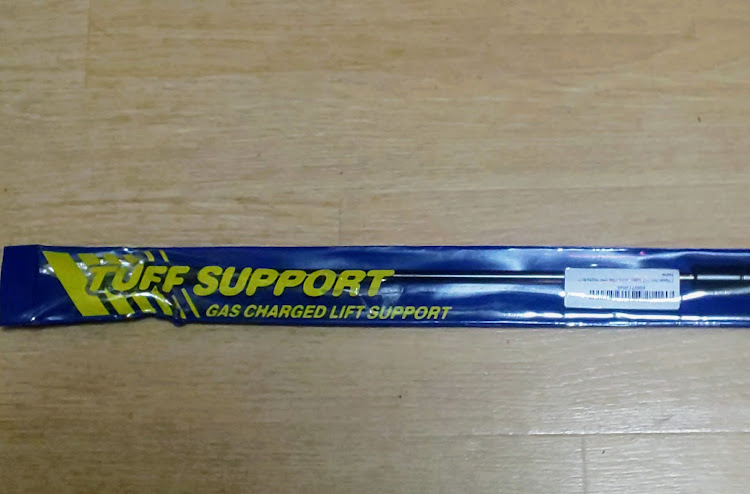 TUFF SUPPORT
GAS CHARGED LIFT SUPPORT